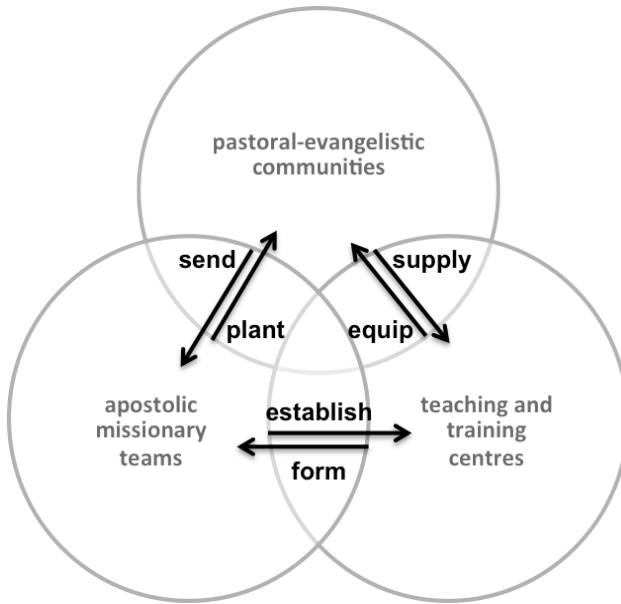 pastoral-evangelistic
communities
send
supply
plant
equip
apostolic
missionary
teams
establish
form
teaching and
training
centres